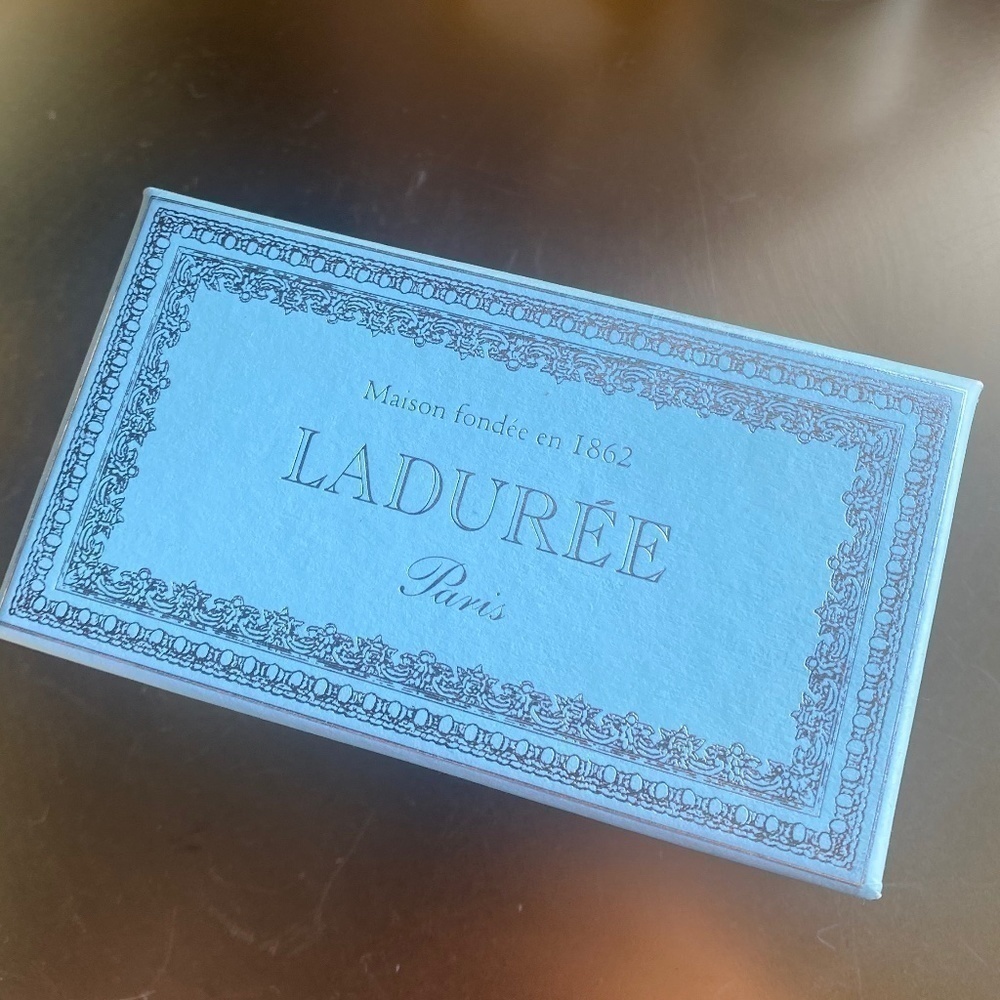 Maison fondée en 1862
LADURÉE
Paris